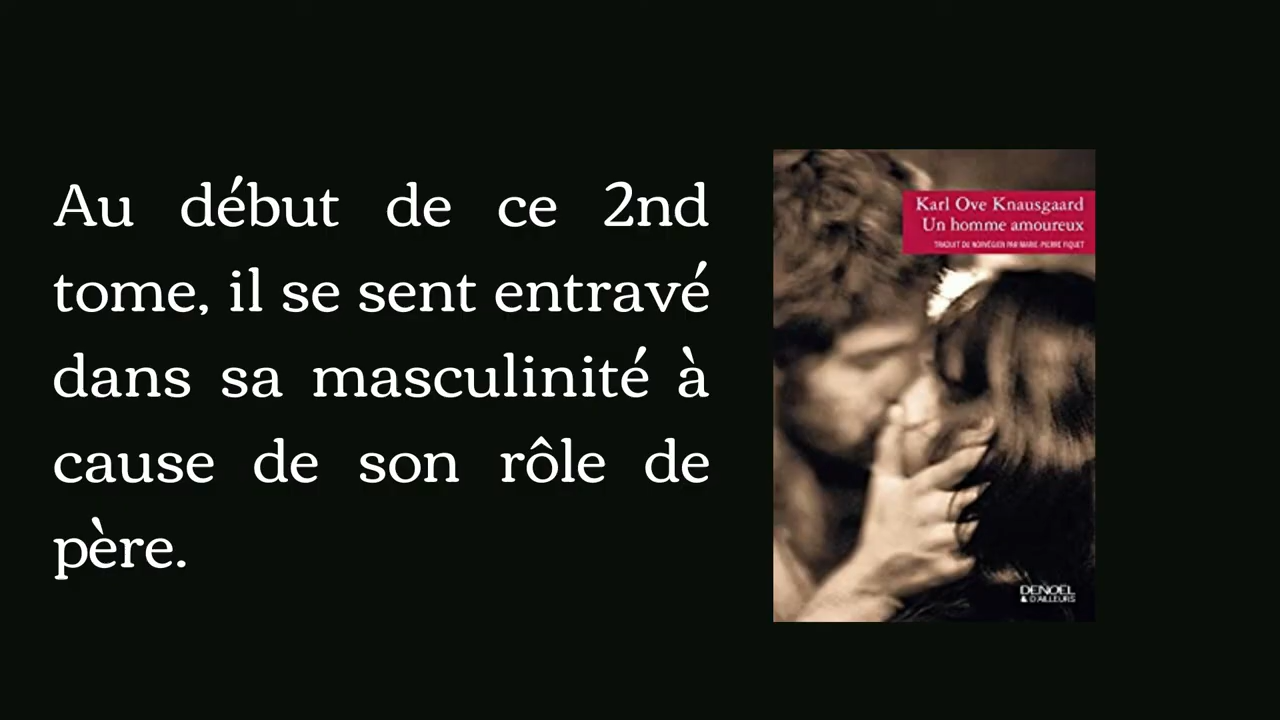 Au début de ce 2nd
tome, il se sent entravé
dans sa masculinité à
cause de son rôle de
père.
Karl Ove Knausgaard
Un homme amoureux
TRADUIT DU NORVÉGIEN PAR MARIE-PIERRE FIQUET
DENOËL
& D'AILLEURS